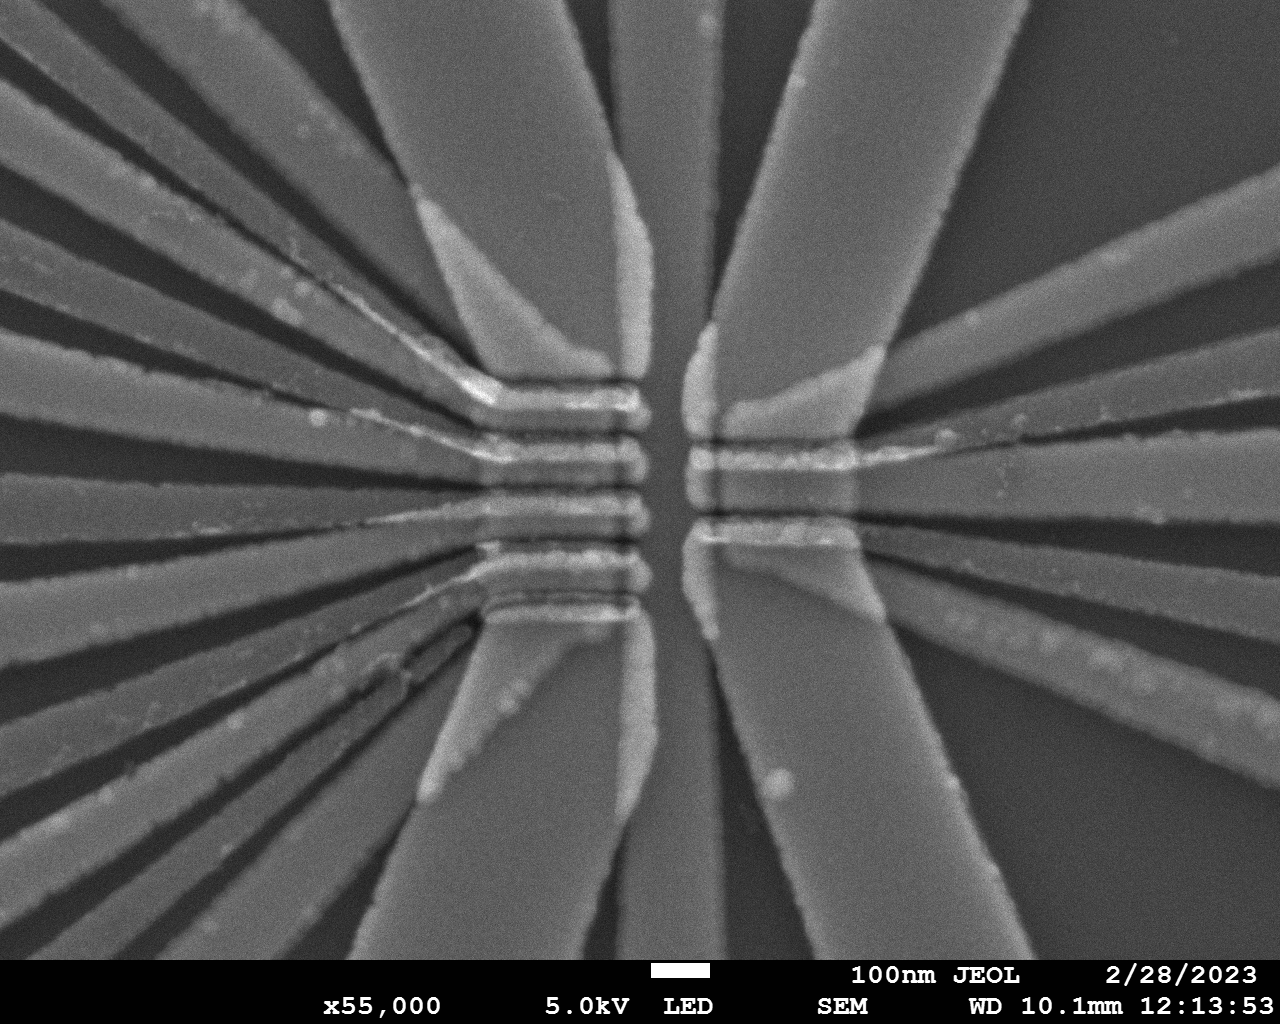 100nm JEOL 2/28/2023
x55,000 5.0kV LED SEM WD 10.1mm 12:13:53